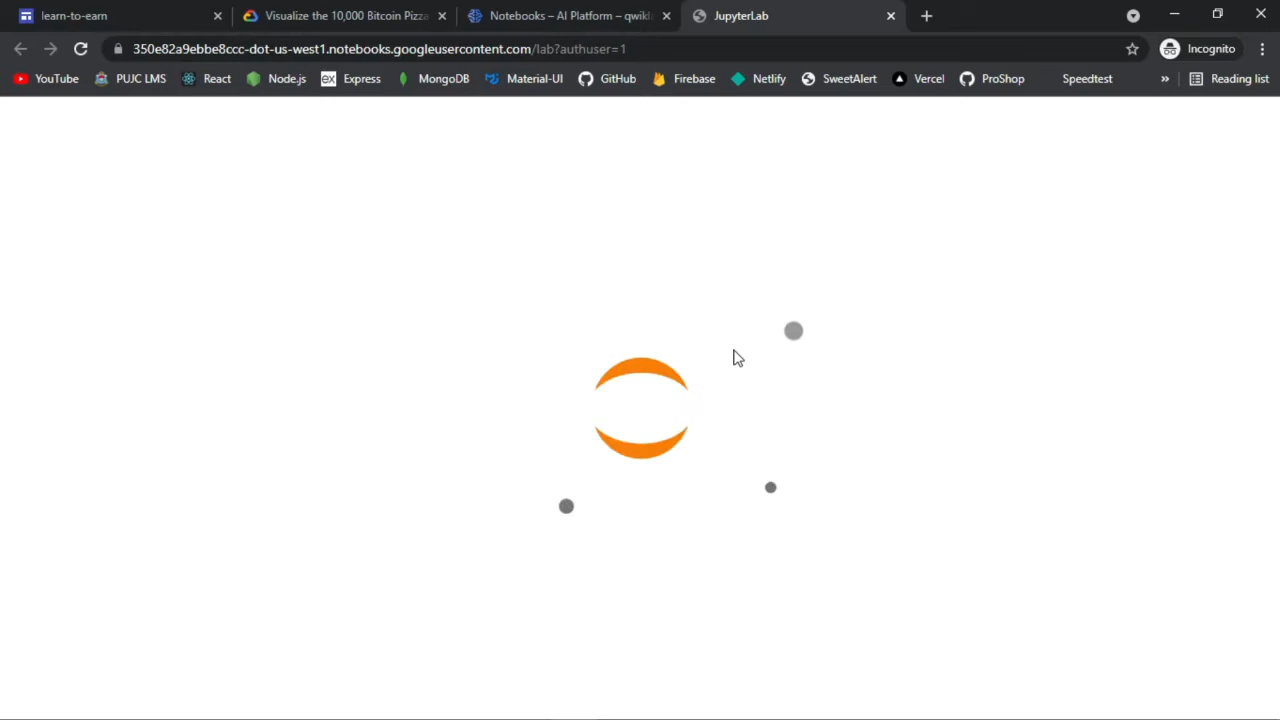 learn-to-earn
Visualize the 10,000 Bitcoin Pizza
Notebooks – AI Platform – qwikla
JupyterLab
350e82a9ebbe8ccc-dot-us-west1.notebooks.googleusercontent.com/lab?authuser=1
Incognito
YouTube
PUJC LMS
React
Node.js
ex
Express
MongoDB
Material-UI
GitHub
Firebase
Netlify
SweetAlert
Vercel
ProShop
Speedtest
»
Reading list